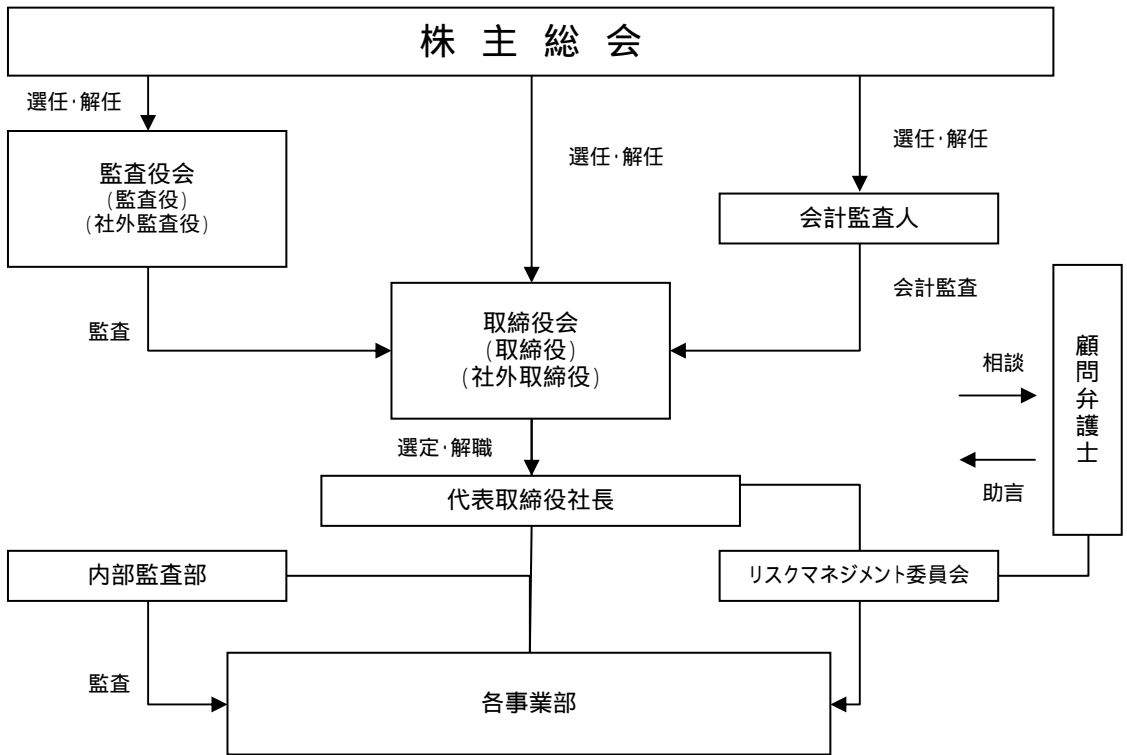 株 主 総 会
選任・解任
監査役会
(監査役)
(社外監査役)
選任・解任
選任・解任
会計監査人
会計監査
監査
取締役会
(取締役)
(社外取締役)
相談
助言
顧問弁護士
選定・解職
代表取締役社長
内部監査部
リスクマネジメント委員会
監査
各事業部